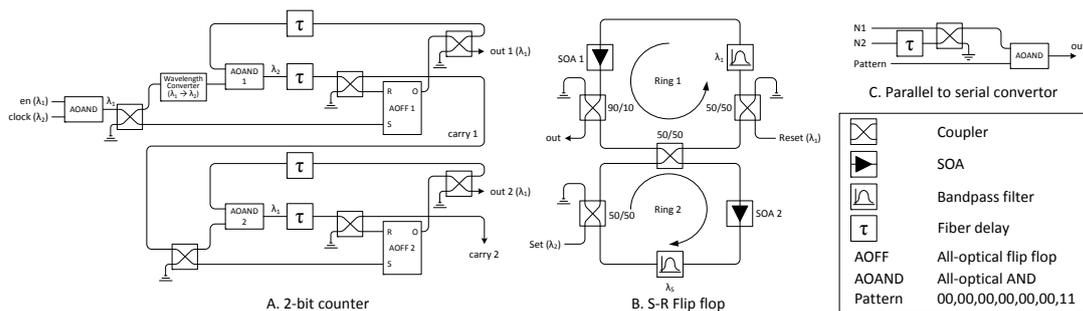 τ
out 1 (λ₁)
AOAND
1
λ₂
τ
Wavelength
Converter
(λ₁ → λ₂)
R
O
AOFF 1
S
en (λ₁)
clock (λ₂)
AOAND
λ₁
carry 1
τ
out 2 (λ₁)
AOAND
2
λ₁
τ
R
O
AOFF 2
S
carry 2
A. 2-bit counter
SOA 1
Ring 1
λ₁
90/10
50/50
out
Reset (λ₁)
50/50
50/50
Ring 2
SOA 2
Set (λ₂)
λ₅
B. S-R Flip flop
N1
N2
τ
Pattern
AOAND
ou
C. Parallel to serial convertor
Coupler
SOA
Bandpass filter
τ
Fiber delay
AOFF
All-optical flip flop
AOAND
All-optical AND
Pattern
00,00,00,00,00,00,11